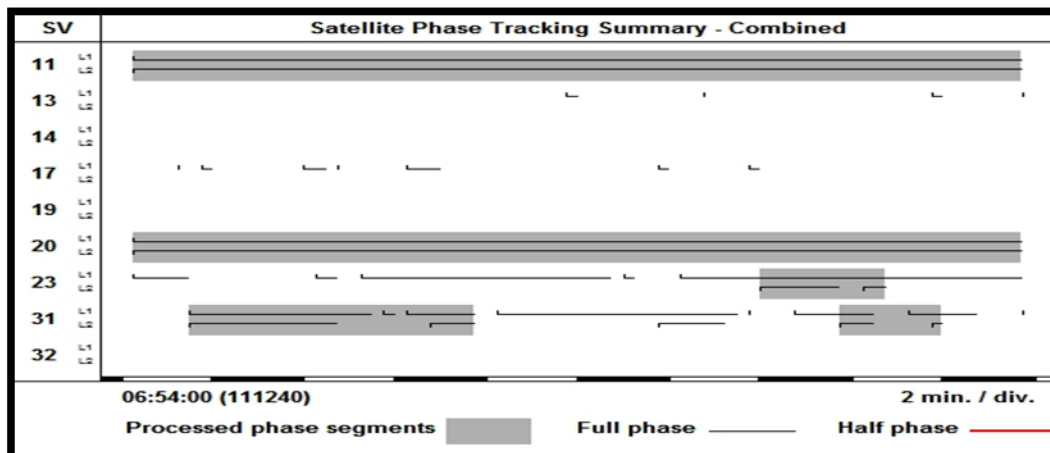 SV Satellite Phase Tracking Summary - Combined
11 L1
L2
13 L1
L2
14 L1
L2
17 L1
L2
19 L1
L2
20 L1
L2
23 L1
L2
31 L1
L2
32 L1
L2
06:54:00 (111240) 2 min. / div.
Processed phase segments Full phase Half phase